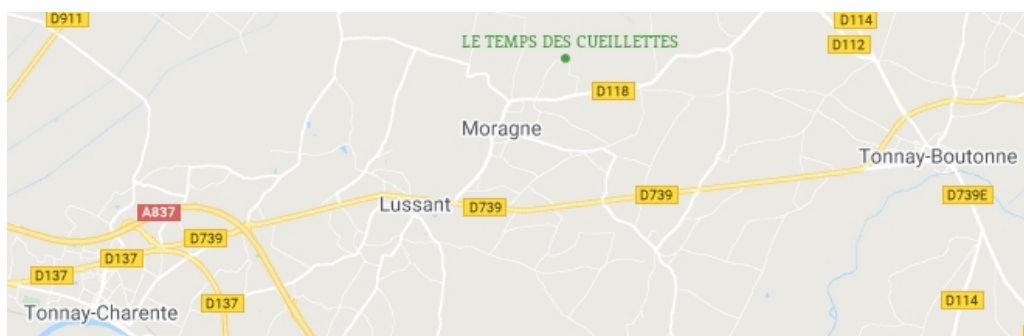 D911
D114
LE TEMPS DES CUEILLETTES
D112
D118
Moragne
Tonnay-Boutonne
D739
D739E
Lussant
D739
A837
D739
D137
D137
D137
D114
Tonnay-Charente